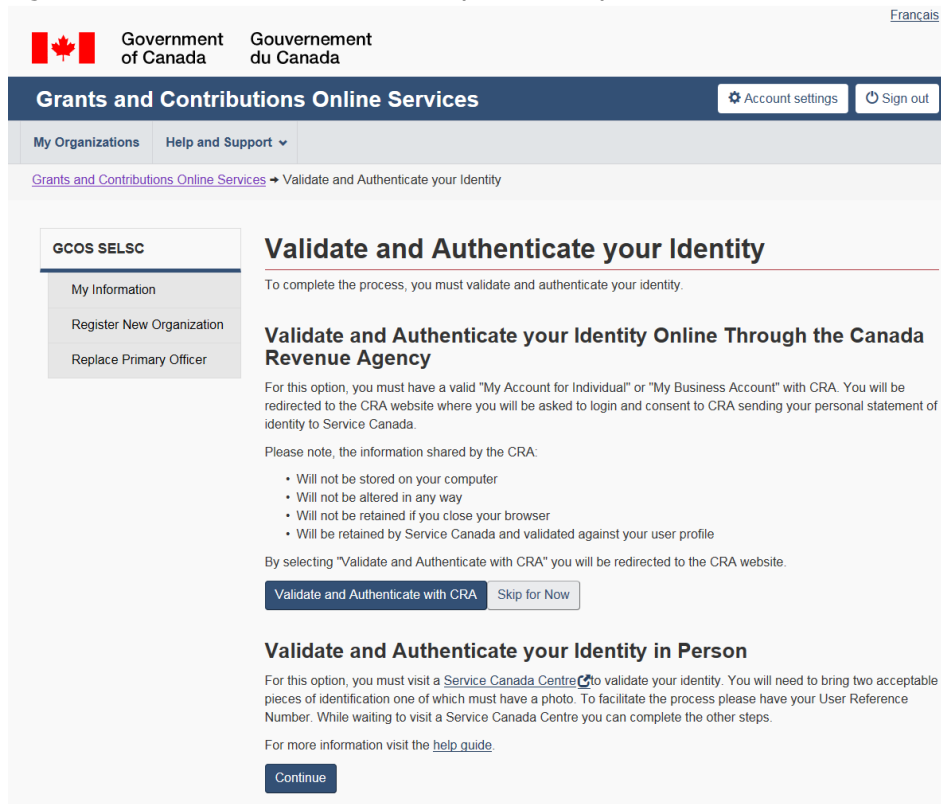 Français
Government Gouvernement
of Canada du Canada
Grants and Contributions Online Services
Account settings
Sign out
My Organizations Help and Support
Grants and Contributions Online Services → Validate and Authenticate your Identity
GCOS SELSC
My Information
Register New Organization
Replace Primary Officer
Validate and Authenticate your Identity
To complete the process, you must validate and authenticate your identity.
Validate and Authenticate your Identity Online Through the Canada
Revenue Agency
For this option, you must have a valid "My Account for Individual" or "My Business Account" with CRA. You will be
redirected to the CRA website where you will be asked to login and consent to CRA sending your personal statement of
identity to Service Canada.
Please note, the information shared by the CRA:
• Will not be stored on your computer
• Will not be altered in any way
• Will not be retained if you close your browser
• Will be retained by Service Canada and validated against your user profile
By selecting "Validate and Authenticate with CRA" you will be redirected to the CRA website.
Validate and Authenticate with CRA Skip for Now
Validate and Authenticate your Identity in Person
For this option, you must visit a Service Canada Centre to validate your identity. You will need to bring two acceptable
pieces of identification one of which must have a photo. To facilitate the process please have your User Reference
Number. While waiting to visit a Service Canada Centre you can complete the other steps.
For more information visit the help guide.
Continue